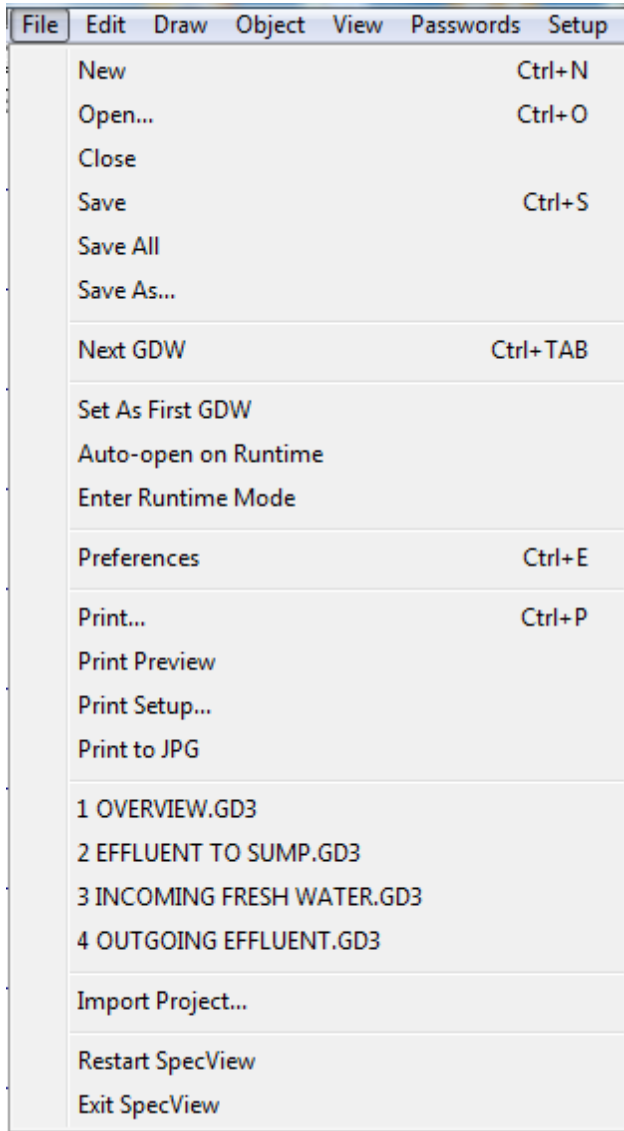 File Edit Draw Object View Passwords Setup
New Ctrl+N
Open... Ctrl+O
Close
Save Ctrl+S
Save All
Save As...
Next GDW Ctrl+TAB
Set As First GDW
Auto-open on Runtime
Enter Runtime Mode
Preferences Ctrl+E
Print... Ctrl+P
Print Preview
Print Setup...
Print to JPG
1 OVERVIEW.GD3
2 EFFLUENT TO SUMP.GD3
3 INCOMING FRESH WATER.GD3
4 OUTGOING EFFLUENT.GD3
Import Project...
Restart SpecView
Exit SpecView